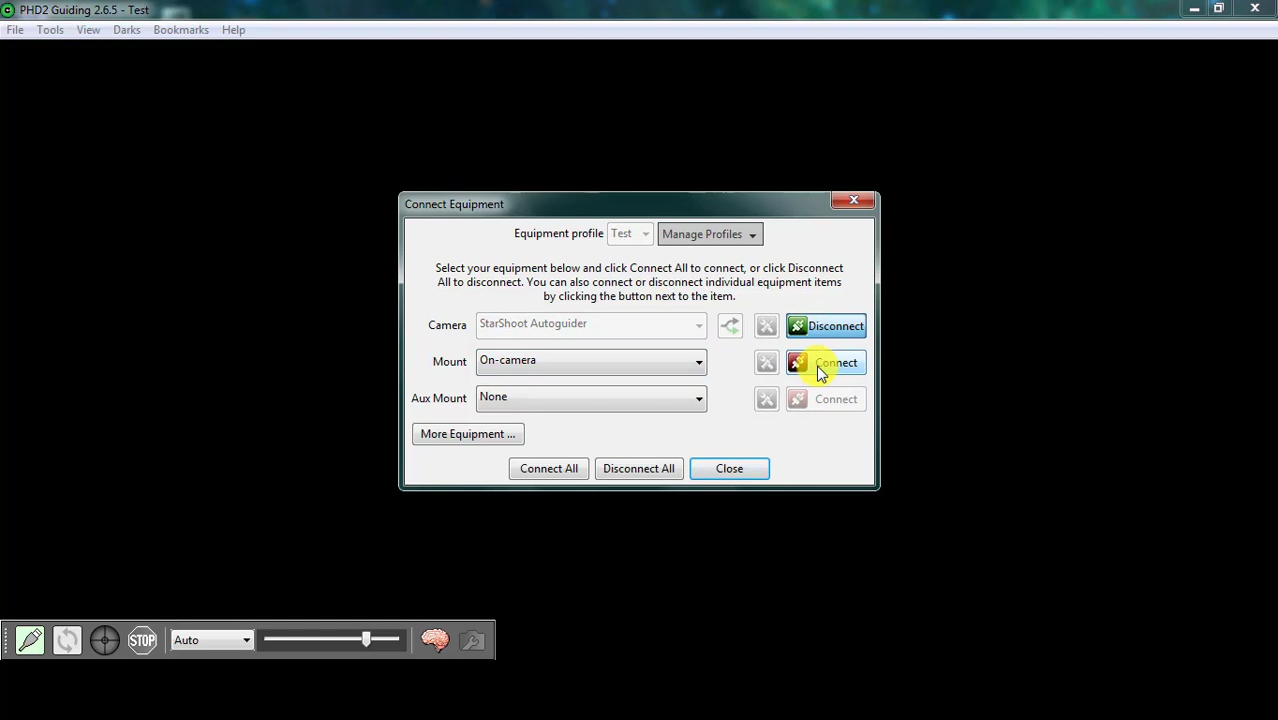 PHD2 Guiding 2.6.5 - Test
File Tools View Darks Bookmarks Help
Connect Equipment
Equipment profile Test Manage Profiles
Select your equipment below and click Connect All to connect, or click Disconnect
All to disconnect. You can also connect or disconnect individual equipment items
by clicking the button next to the item.
Camera StarShoot Autoguider Disconnect
Mount On-camera Connect
Aux Mount None Connect
More Equipment ...
Connect All Disconnect All Close
STOP Auto